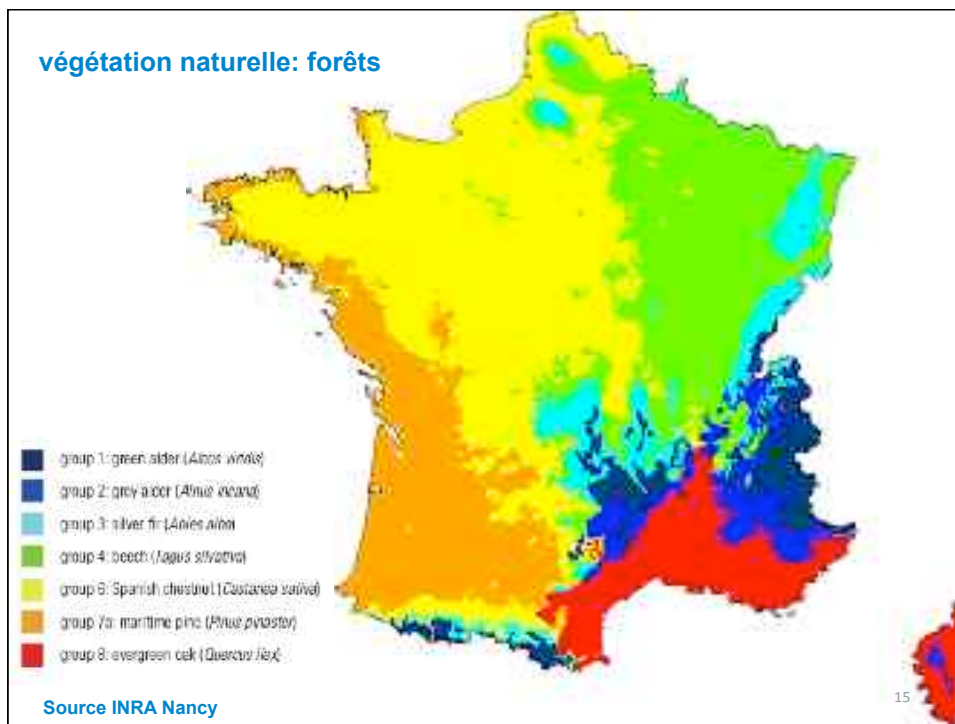 végétation naturelle: forêts
group 1: green alder (Alnus viridis)
group 2: grey alder (Alnus incana)
group 3: silver fir (Abies alba)
group 4: beech (Fagus silvatica)
group 6: Spanish chestnut (Castanea sativa)
group 7a: maritime pine (Pinus pinaster)
group 8: evergreen oak (Quercus ilex)
Source INRA Nancy
15